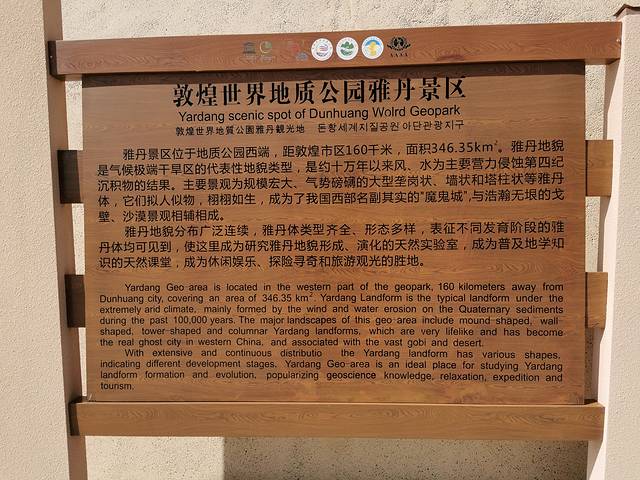 敦煌世界地质公园雅丹景区
Yardang scenic spot of Dunhuang Wolrd Geopark
敦煌世界地質公園雅丹観光地 돈황세계지질공원 아단관광지구
雅丹景区位于地质公园西端，距敦煌市区160千米，面积346.35km²。雅丹地貌
是气候极端干旱区的代表性地貌类型，是约十万年以来风、水为主要营力侵蚀第四纪
沉积物的结果。主要景观为规模宏大、气势磅礴的大型垄岗状、墙状和塔柱状等雅丹
体，它们拟人似物，栩栩如生，成为了我国西部名副其实的“魔鬼城”,与浩瀚无垠的戈
壁、沙漠景观相辅相成。
雅丹地貌分布广泛连续，雅丹体类型齐全、形态多样，表征不同发育阶段的雅
丹体均可见到，使这里成为研究雅丹地貌形成、演化的天然实验室，成为普及地学知
识的天然课堂，成为休闲娱乐、探险寻奇和旅游观光的胜地。
Yardang Geo area is located in the western part of the geopark, 160 kilometers away from
Dunhuang city, covering an area of 346.35 km². Yardang Landform is the typical landform under the
extremely arid climate, mainly formed by the wind and water erosion on the Quaternary sediments
during the past 100,000 years. The major landscapes of this geo area include mound-shaped, wall-
shaped, tower-shaped and columnar Yardang landforms, which are very lifelike and has become
the real ghost city in western China, and associated with the vast gobi and desert.
With extensive and continuous distributio the Yardang landform has various shapes,
indicating different development stages. Yardang Geo-area is an ideal place for studying Yardang
landform formation and evolution, popularizing geoscience knowledge, relaxation, expedition and
tourism.